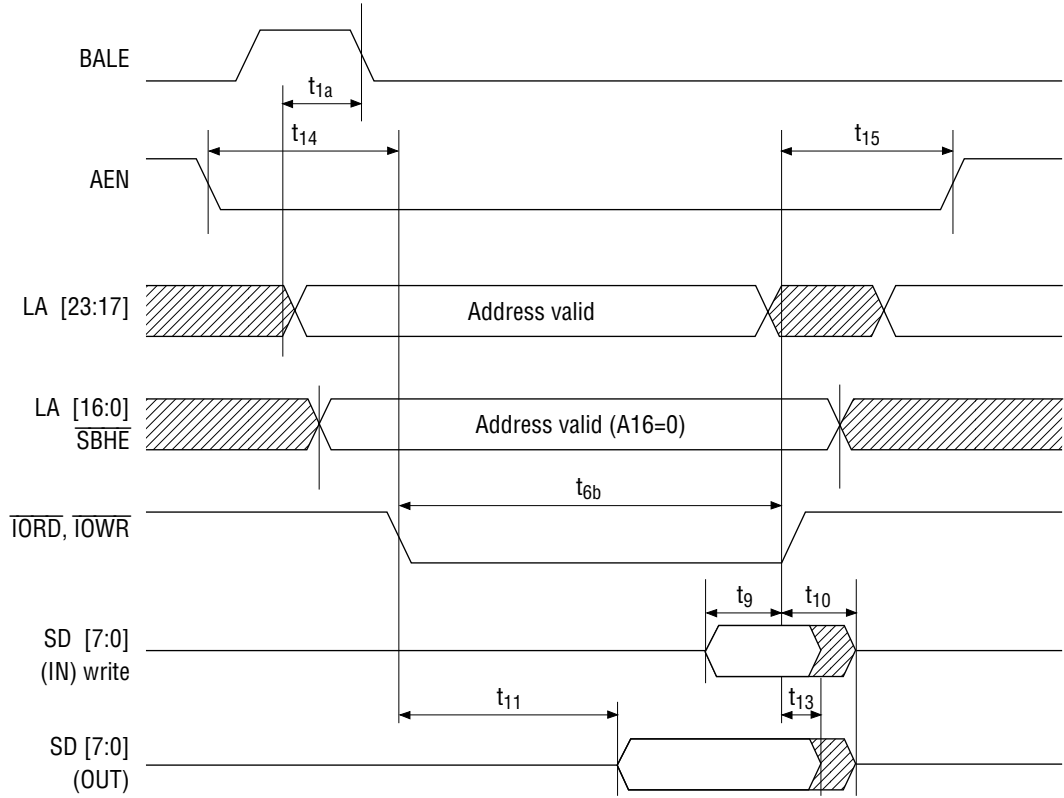 BALE
t1a
t14
t15
AEN
LA [23:17]
Address valid
LA [16:0]
SBHE
Address valid (A16=0)
t6b
IORD, IOWR
t9
t10
SD [7:0]
(IN) write
t11
t13
SD [7:0]
(OUT)